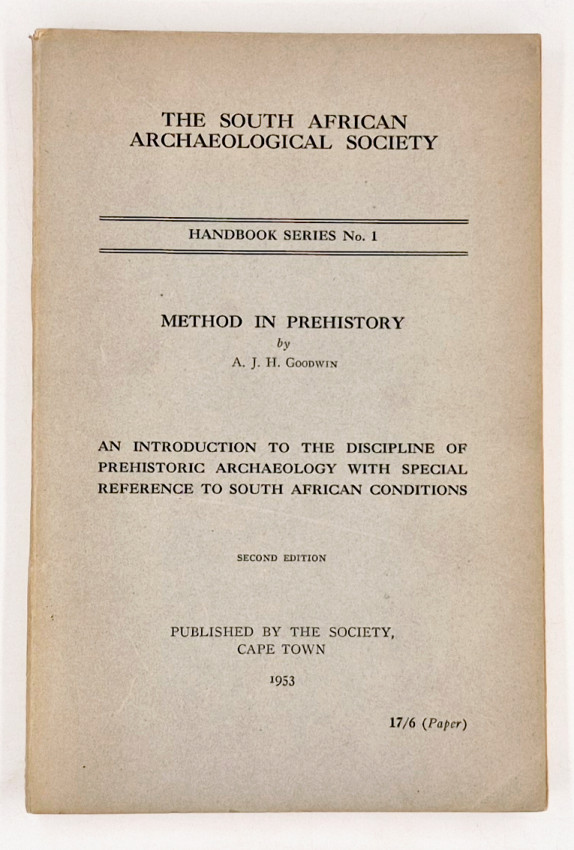 THE SOUTH AFRICAN
ARCHAEOLOGICAL SOCIETY
HANDBOOK SERIES No. 1
METHOD IN PREHISTORY
by
A. J. H. GOODWIN
AN INTRODUCTION TO THE DISCIPLINE OF
PREHISTORIC ARCHAEOLOGY WITH SPECIAL
REFERENCE TO SOUTH AFRICAN CONDITIONS
SECOND EDITION
PUBLISHED BY THE SOCIETY,
CAPE TOWN
1953
17/6 (Paper)